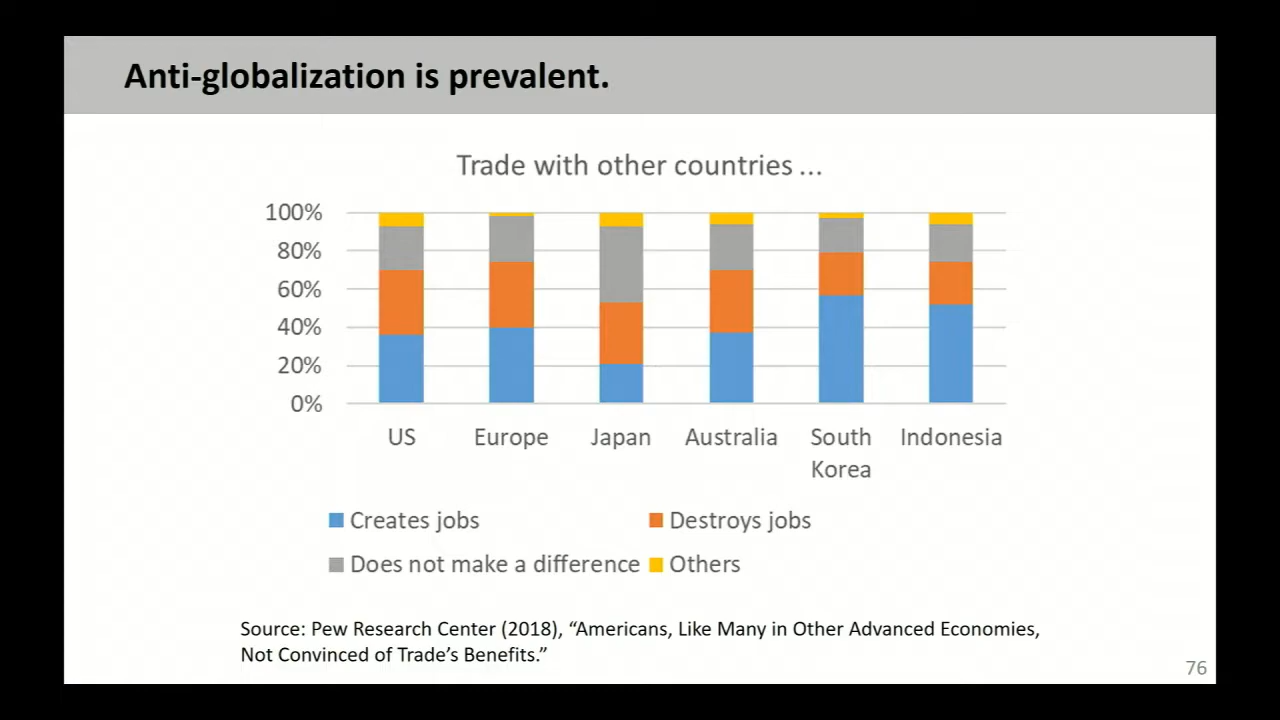 Anti-globalization is prevalent.
Trade with other countries ...
100%
80%
60%
40%
20%
0%
US
Europe
Japan
Australia
South
Korea
Indonesia
Creates jobs
Destroys jobs
Does not make a difference
Others
Source: Pew Research Center (2018), “Americans, Like Many in Other Advanced Economies,
Not Convinced of Trade’s Benefits.”
76